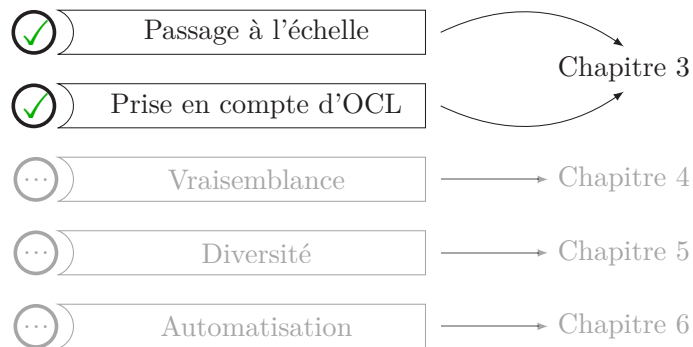 Passage à l'échelle
Chapitre 3
Prise en compte d'OCL
Vraisemblance
Chapitre 4
Diversité
Chapitre 5
Automatisation
Chapitre 6